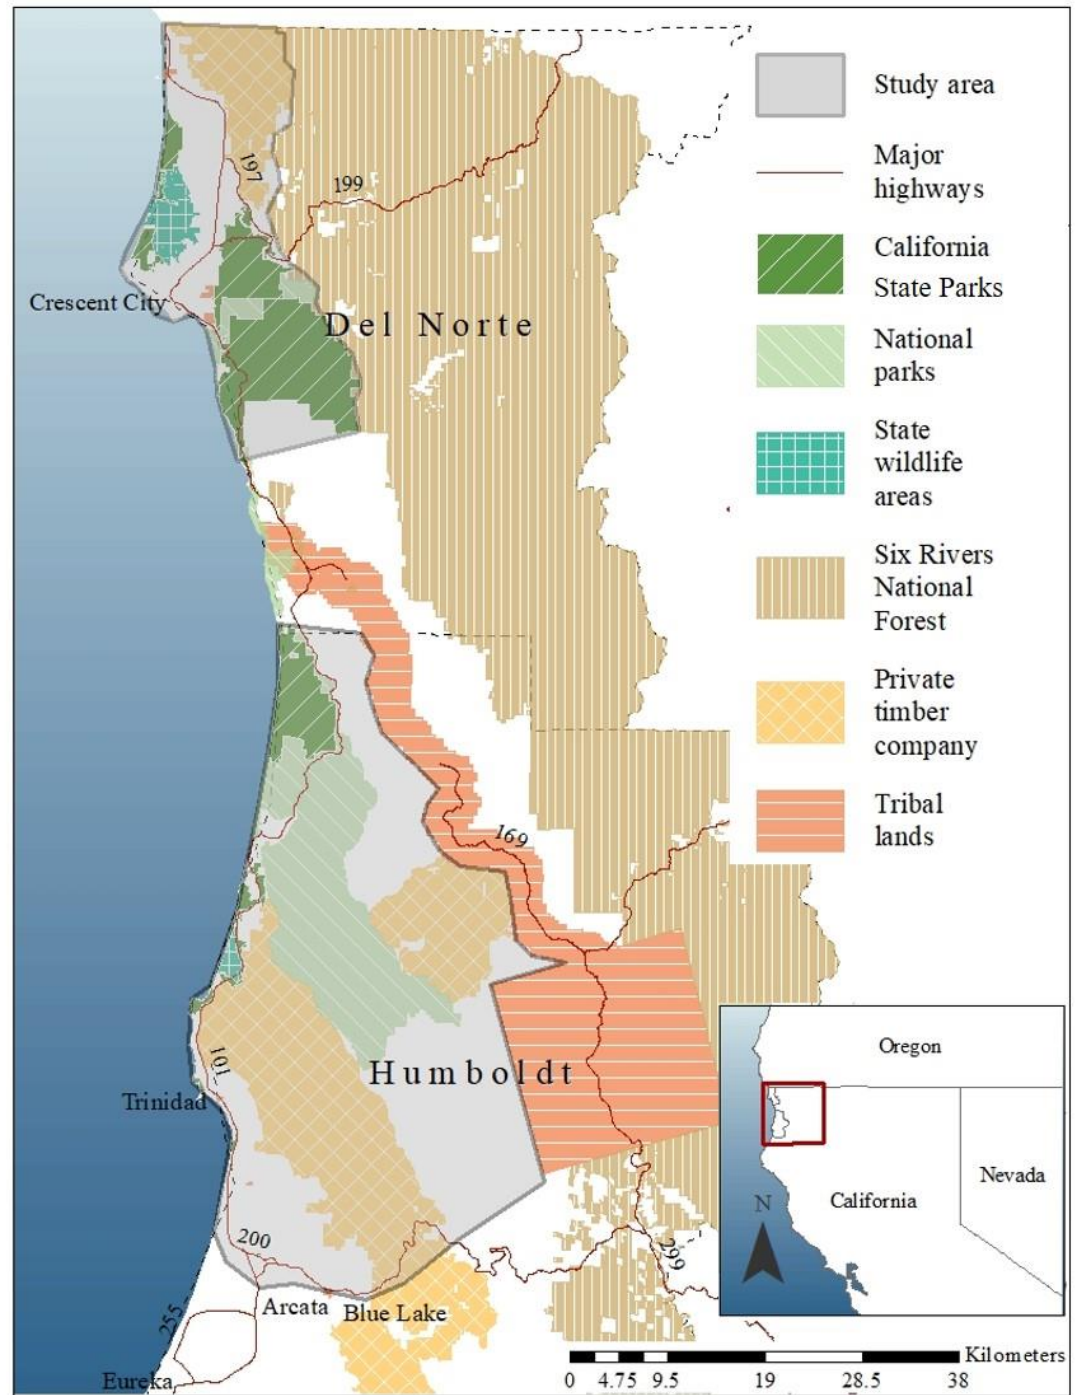 Study area
Major
highways
California
State Parks
National
parks
State
wildlife
areas
Six Rivers
National
Forest
Private
timber
company
Tribal
lands
197
199
Crescent City
Del Norte
169
Humboldt
101
Trinidad
200
299
255
Arcata
Blue Lake
Eureka
Oregon
Nevada
California
N
Kilometers
0 4.75 9.5 19 28.5 38